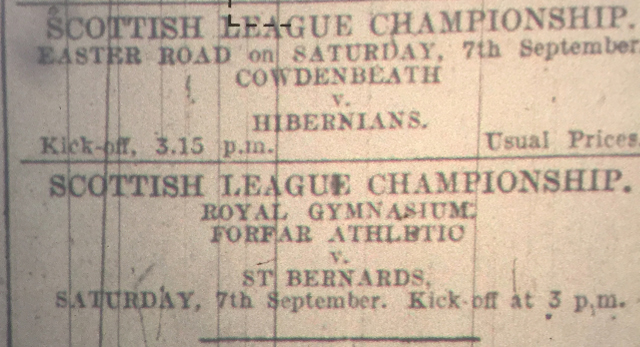 SCOTTISH LEAGUE CHAMPIONSHIP.
EASTER ROAD on SATURDAY, 7th September
COWDENBEATH
v.
HIBERNIANS.
Kick-off, 3.15 p.m. Usual Prices.
SCOTTISH LEAGUE CHAMPIONSHIP.
ROYAL GYMNASIUM.
FORFAR ATHLETIC
v.
ST BERNARDS,
SATURDAY, 7th September. Kick-off at 3 p.m.